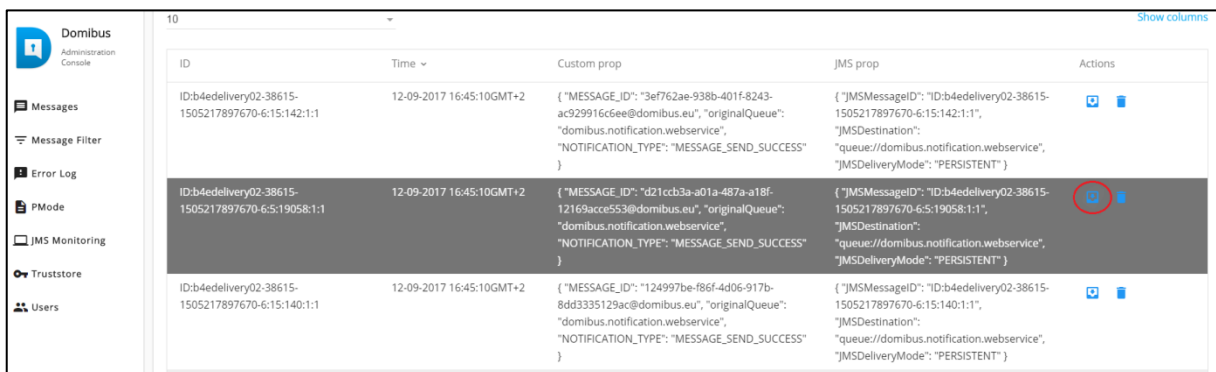 Domibus
Administration
Console
Messages
Message Filter
Error Log
PMode
JMS Monitoring
Truststore
Users
10
Show columns
ID Time Custom prop JMS prop Actions
ID:b4edelivery02-38615-
1505217897670-6:15:142:1:1
12-09-2017 16:45:10GMT+2
{ "MESSAGE_ID": "3ef762ae-938b-401f-8243-
ac929916c6ee@domibus.eu", "originalQueue":
"domibus.notification.webservice",
"NOTIFICATION_TYPE": "MESSAGE_SEND_SUCCESS"
}
{ "JMSMessageID": "ID:b4edelivery02-38615-
1505217897670-6:15:142:1:1",
"JMSDestination":
"queue://domibus.notification.webservice",
"JMSDeliveryMode": "PERSISTENT" }
ID:b4edelivery02-38615-
1505217897670-6:5:19058:1:1
12-09-2017 16:45:10GMT+2
{ "MESSAGE_ID": "d21ccb3a-a01a-487a-a18f-
12169acce553@domibus.eu", "originalQueue":
"domibus.notification.webservice",
"NOTIFICATION_TYPE": "MESSAGE_SEND_SUCCESS"
}
{ "JMSMessageID": "ID:b4edelivery02-38615-
1505217897670-6:5:19058:1:1",
"JMSDestination":
"queue://domibus.notification.webservice",
"JMSDeliveryMode": "PERSISTENT" }
ID:b4edelivery02-38615-
1505217897670-6:15:140:1:1
12-09-2017 16:45:10GMT+2
{ "MESSAGE_ID": "124997be-f86f-4d06-917b-
8dd3335129ac@domibus.eu", "originalQueue":
"domibus.notification.webservice",
"NOTIFICATION_TYPE": "MESSAGE_SEND_SUCCESS"
}
{ "JMSMessageID": "ID:b4edelivery02-38615-
1505217897670-6:15:140:1:1",
"JMSDestination":
"queue://domibus.notification.webservice",
"JMSDeliveryMode": "PERSISTENT" }